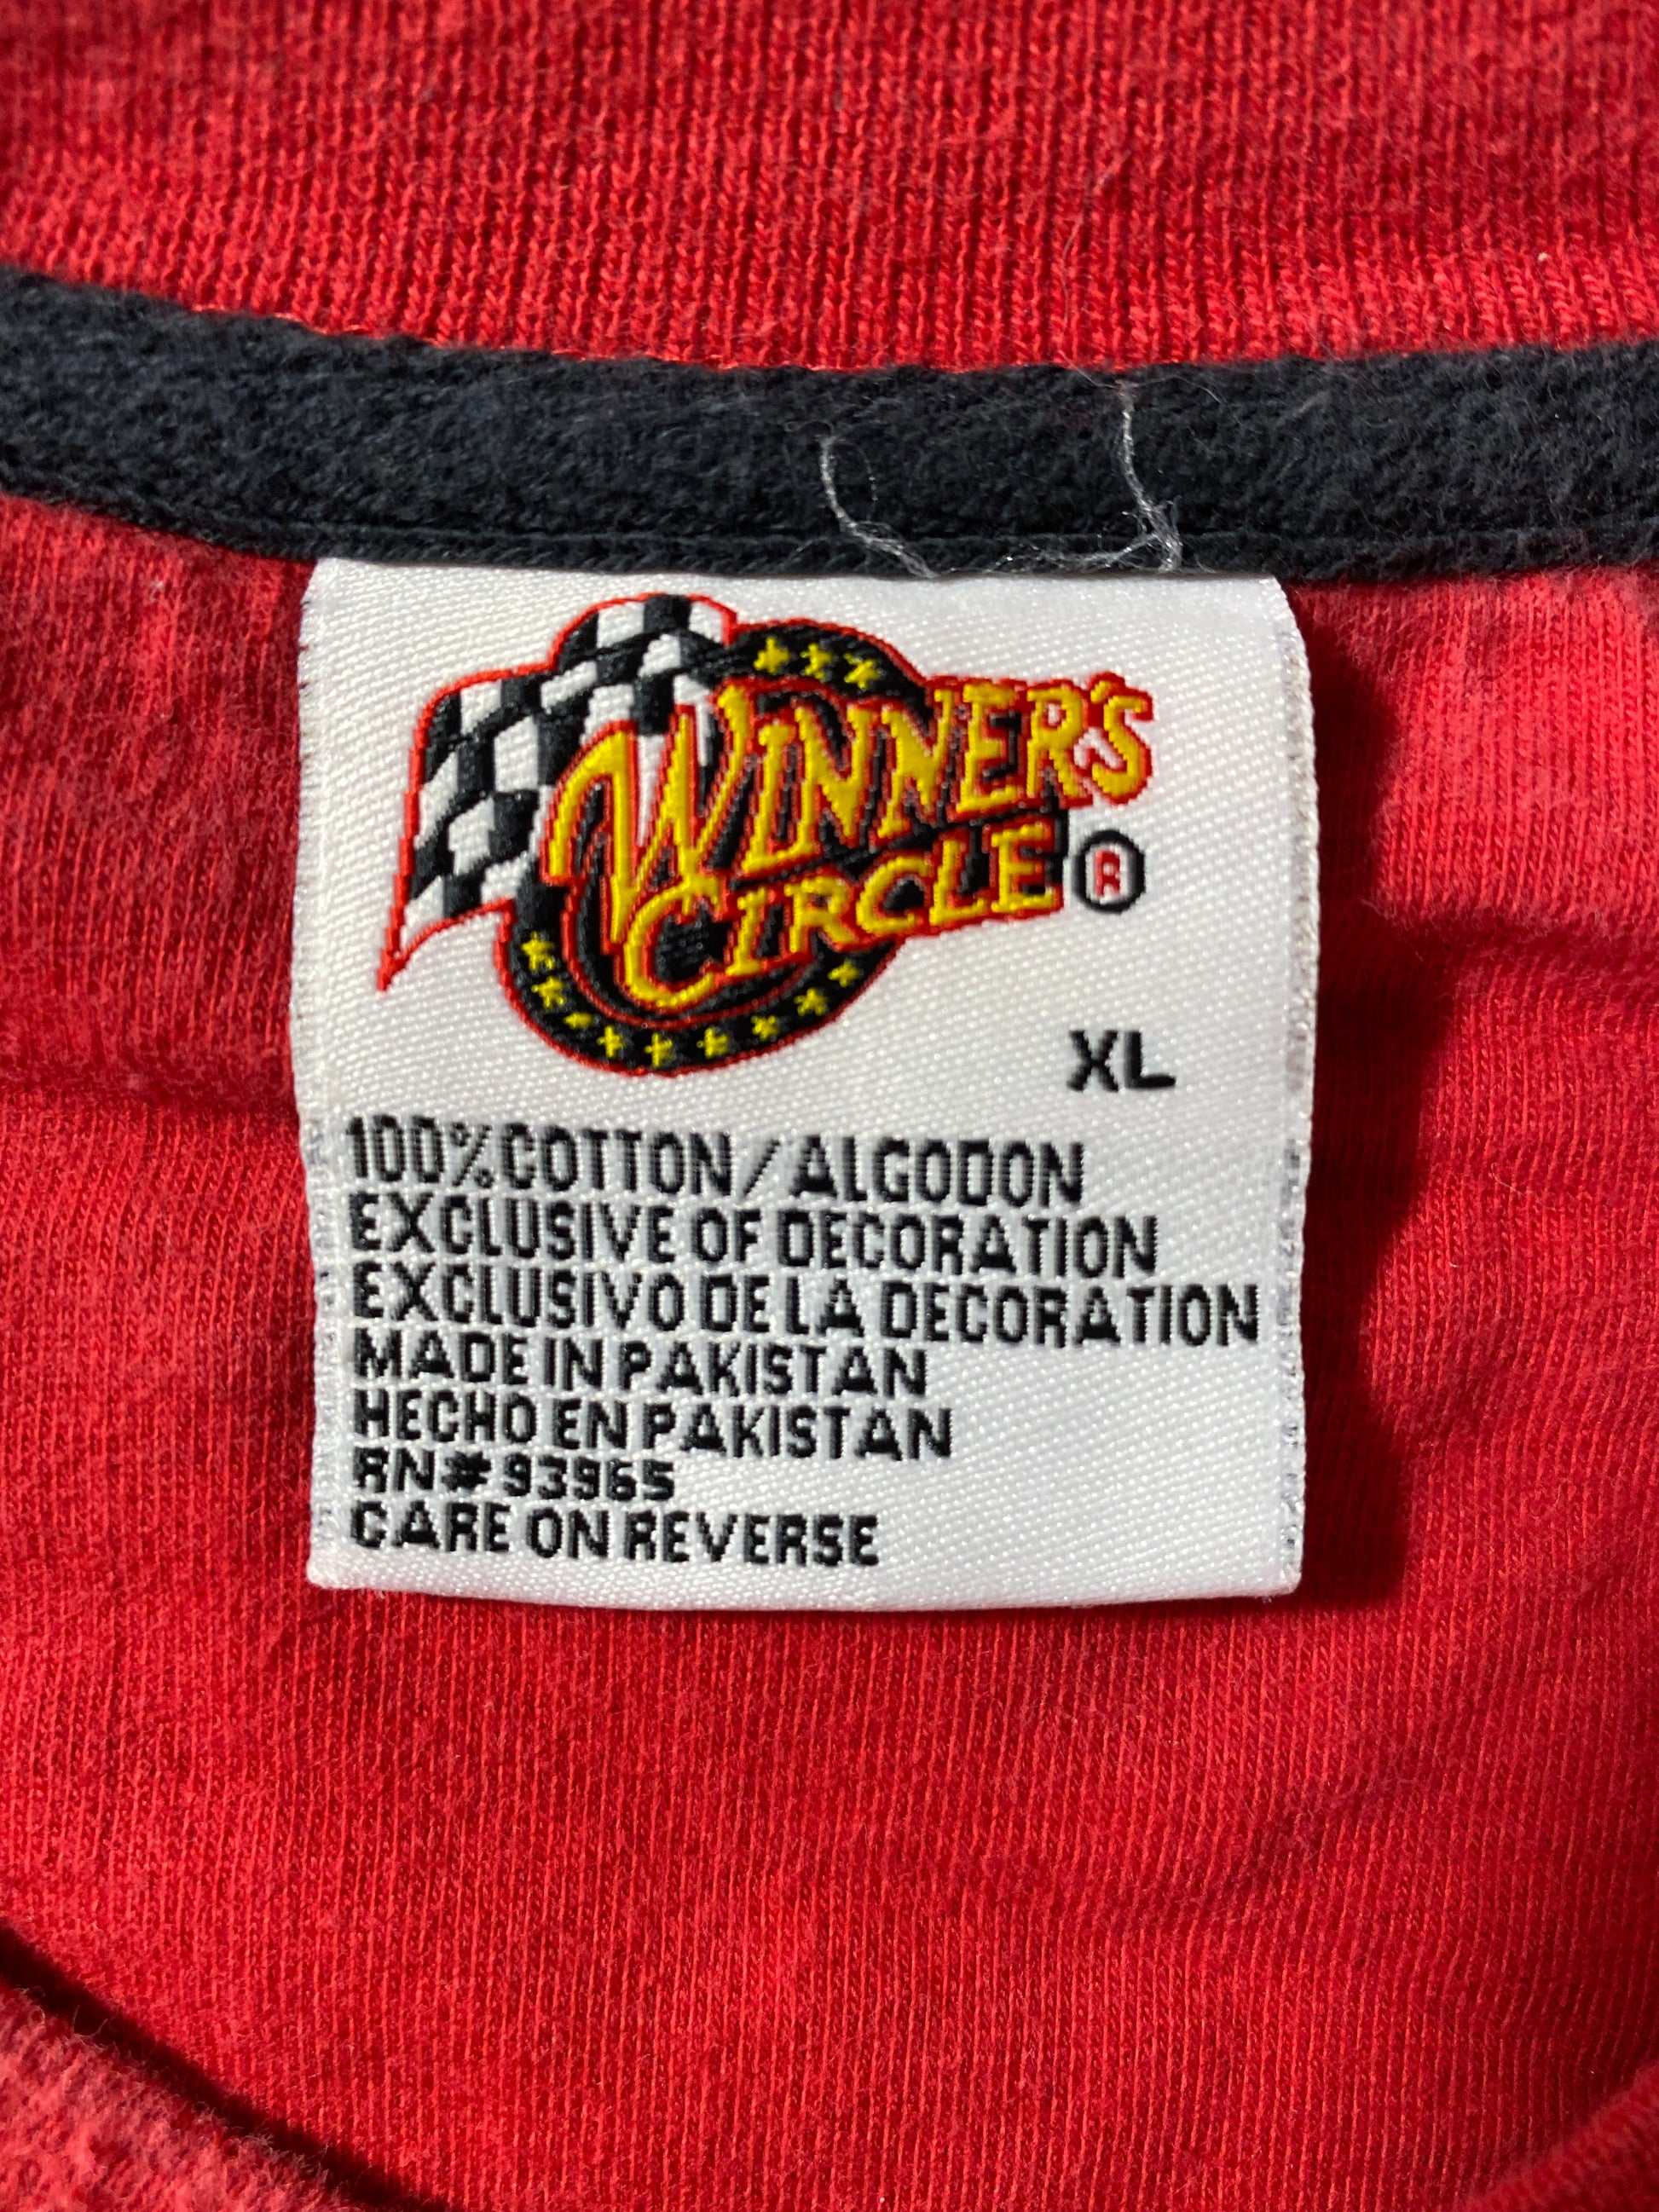 WINNER'S
CIRCLE ®
XL
100% COTTON / ALGODON
EXCLUSIVE OF DECORATION
EXCLUSIVO DE LA DECORATION
MADE IN PAKISTAN
HECHO EN PAKISTAN
RN# 93965
CARE ON REVERSE